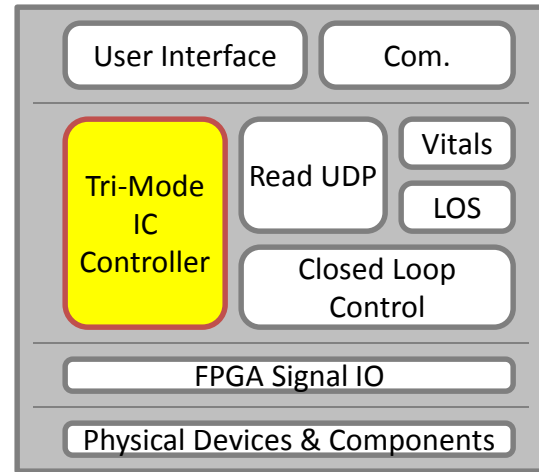 User Interface
Com.
Tri-Mode
IC
Controller
Read UDP
Vitals
LOS
Closed Loop
Control
FPGA Signal IO
Physical Devices & Components